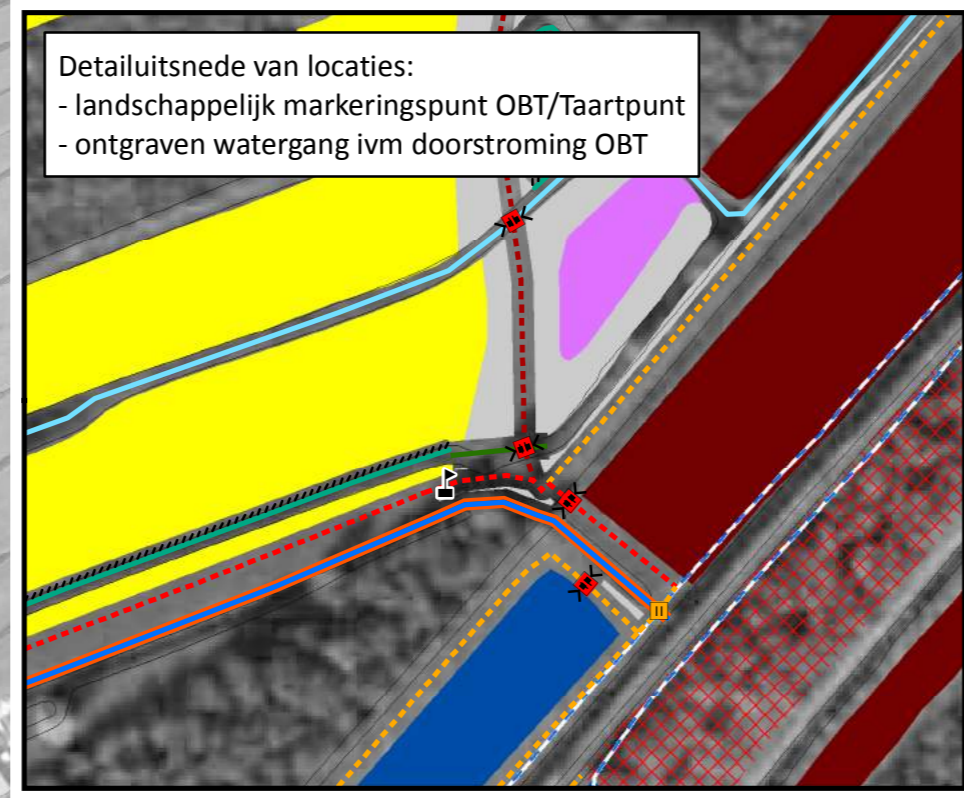 Detailuitsnede van locaties:
- landschappelijk markeringspunt OBT/Taartpunt
- ontgraven watergang ivm doorstroming OBT